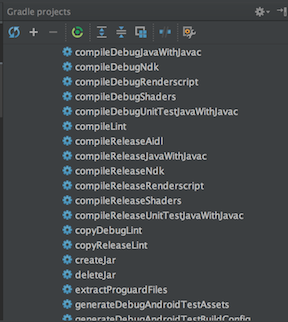 Gradle projects
compileDebugJavaWithJavac
compileDebugNdk
compileDebugRenderscript
compileDebugShaders
compileDebugUnitTestJavaWithJavac
compileLint
compileReleaseAidl
compileReleaseJavaWithJavac
compileReleaseNdk
compileReleaseRenderscript
compileReleaseShaders
compileReleaseUnitTestJavaWithJavac
copyDebugLint
copyReleaseLint
createJar
deleteJar
extractProguardFiles
generateDebugAndroidTestAssets
generateDebugAndroidTestBuildConfig